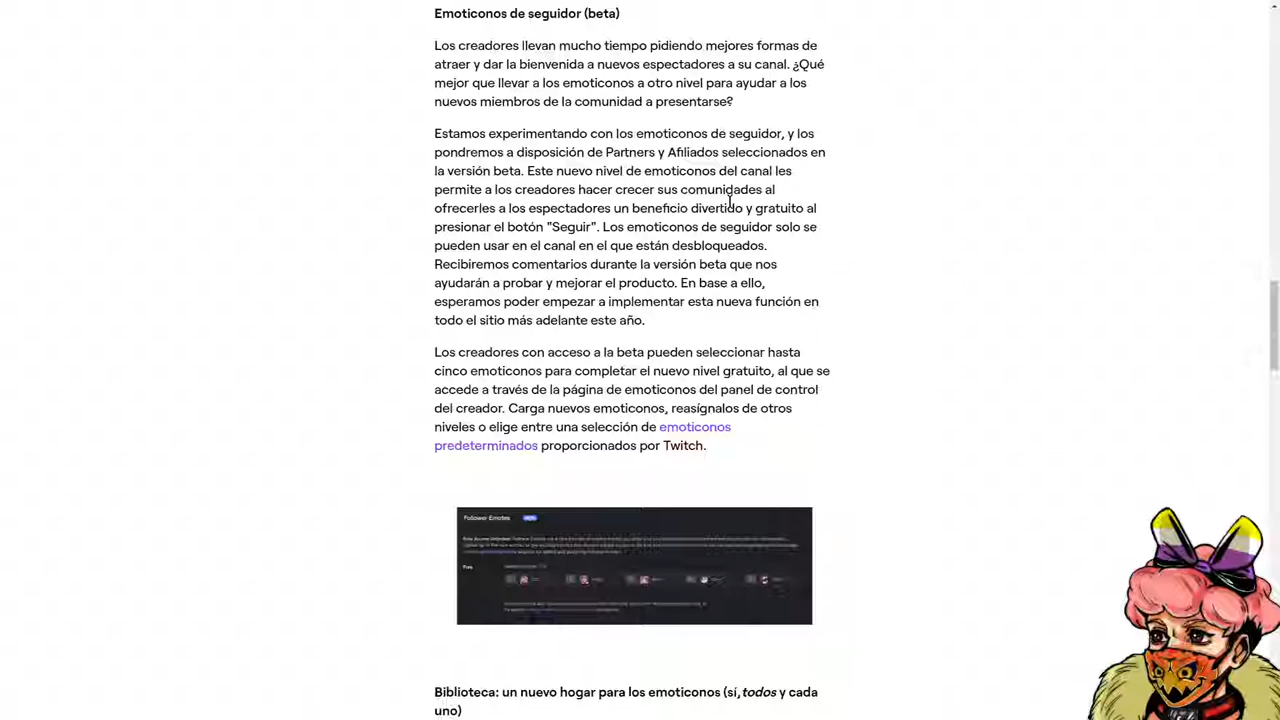 Emoticonos de seguidor (beta)
Los creadores llevan mucho tiempo pidiendo mejores formas de
atraer y dar la bienvenida a nuevos espectadores a su canal. ¿Qué
mejor que llevar a los emoticonos a otro nivel para ayudar a los
nuevos miembros de la comunidad a presentarse?
Estamos experimentando con los emoticonos de seguidor, y los
pondremos a disposición de Partners y Afiliados seleccionados en
la versión beta. Este nuevo nivel de emoticonos del canal les
permite a los creadores hacer crecer sus comunidades al
ofrecerles a los espectadores un beneficio divertido y gratuito al
presionar el botón "Seguir". Los emoticonos de seguidor solo se
pueden usar en el canal en el que están desbloqueados.
Recibiremos comentarios durante la versión beta que nos
ayudarán a probar y mejorar el producto. En base a ello,
esperamos poder empezar a implementar esta nueva función en
todo el sitio más adelante este año.
Los creadores con acceso a la beta pueden seleccionar hasta
cinco emoticonos para completar el nuevo nivel gratuito, al que se
accede a través de la página de emoticonos del panel de control
del creador. Carga nuevos emoticonos, reasígnalos de otros
niveles o elige entre una selección de emoticonos
predeterminados proporcionados por Twitch.
Follower Emotes
Free
Biblioteca: un nuevo hogar para los emoticonos (sí, todos y cada
uno)